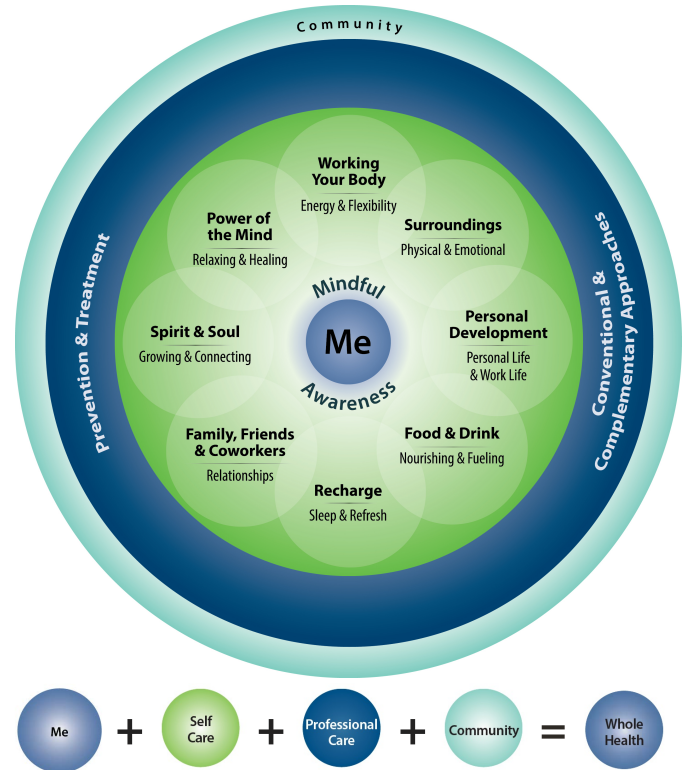 Community
Prevention & Treatment
Conventional &
Complementary Approaches
Working
Your Body
Energy & Flexibility
Surroundings
Physical & Emotional
Personal
Development
Personal Life
& Work Life
Food & Drink
Nourishing & Fueling
Recharge
Sleep & Refresh
Family, Friends
& Coworkers
Relationships
Spirit & Soul
Growing & Connecting
Power of
the Mind
Relaxing & Healing
Mindful
Me
Awareness
Me
+
Self
Care
+
Professional
Care
+
Community
=
Whole
Health